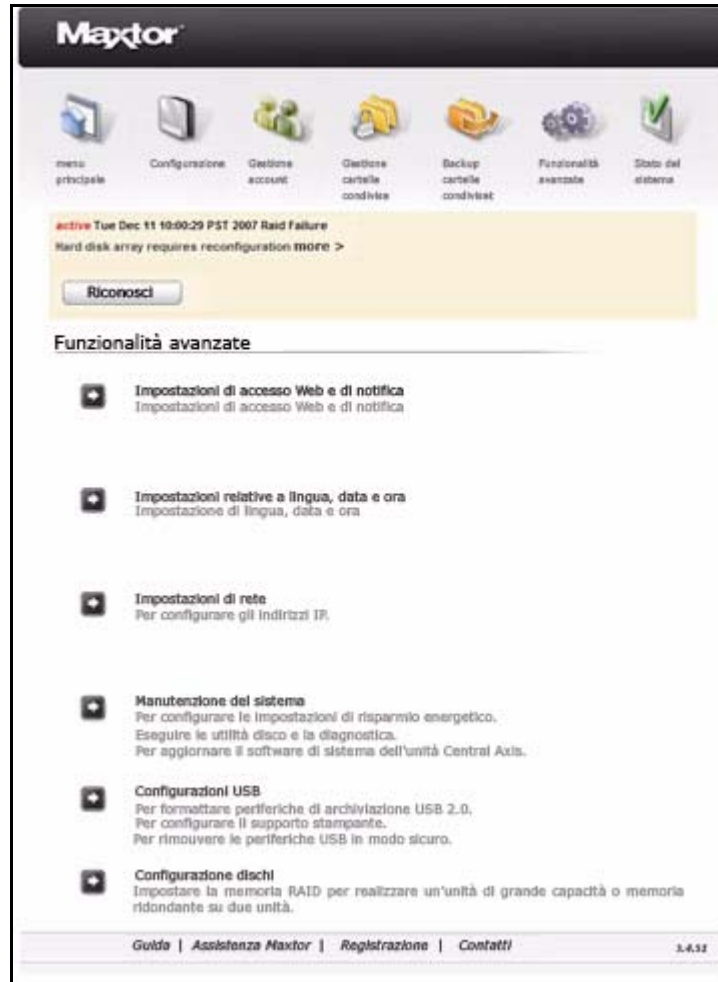 Maxtor
menu principale
Configurazione
Gestione account
Gestione cartelle condivise
Backup cartelle condivise
Funzionalità avanzate
Stato del sistema
active Tue Dec 11 10:00:29 PST 2007 Raid Failure
Hard disk array requires reconfiguration more >
Riconosci
Funzionalità avanzate
Impostazioni di accesso Web e di notifica
Impostazioni di accesso Web e di notifica
Impostazioni relative a lingua, data e ora
Impostazione di lingua, data e ora
Impostazioni di rete
Per configurare gli indirizzi IP.
Manutenzione del sistema
Per configurare le impostazioni di risparmio energetico.
Eseguire le utilità disco e la diagnostica.
Per aggiornare il software di sistema dell'unità Central Axis.
Configurazioni USB
Per formattare periferiche di archiviazione USB 2.0.
Per configurare il supporto stampante.
Per rimouvere le periferiche USB in modo sicuro.
Configurazione dischi
Impostare la memoria RAID per realizzare un'unità di grande capacità o memoria
ridondante su due unità.
Guida | Assistenza Maxtor | Registrazione | Contatti